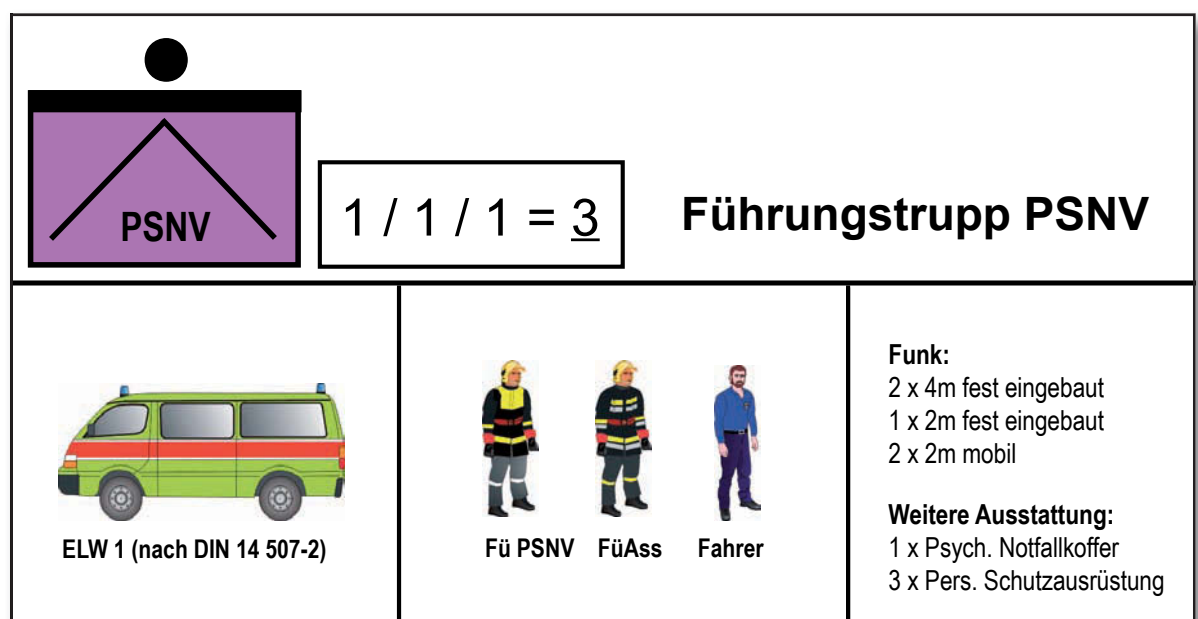 PSNV
1 / 1 / 1 = 3
Führungstrupp PSNV
ELW 1 (nach DIN 14 507-2)
Fü PSNV FüAss Fahrer
Funk:
2 x 4m fest eingebaut
1 x 2m fest eingebaut
2 x 2m mobil
Weitere Ausstattung:
1 x Psych. Notfallkoffer
3 x Pers. Schutzausrüstung